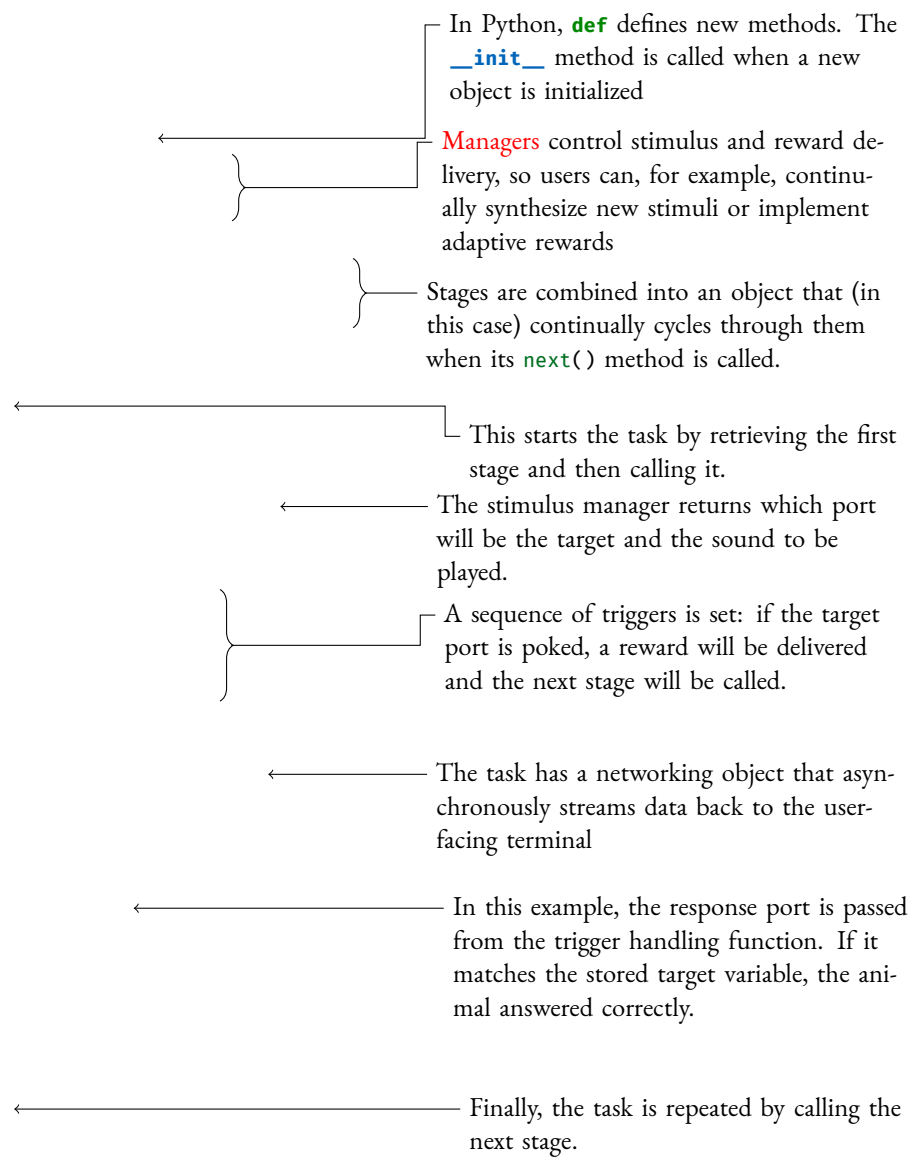 In Python, def defines new methods. The
__init__ method is called when a new
object is initialized
Managers control stimulus and reward de-
livery, so users can, for example, continu-
ally synthesize new stimuli or implement
adaptive rewards
Stages are combined into an object that (in
this case) continually cycles through them
when its next() method is called.
This starts the task by retrieving the first
stage and then calling it.
The stimulus manager returns which port
will be the target and the sound to be
played.
A sequence of triggers is set: if the target
port is poked, a reward will be delivered
and the next stage will be called.
The task has a networking object that asyn-
chronously streams data back to the user-
facing terminal
In this example, the response port is passed
from the trigger handling function. If it
matches the stored target variable, the ani-
mal answered correctly.
Finally, the task is repeated by calling the
next stage.